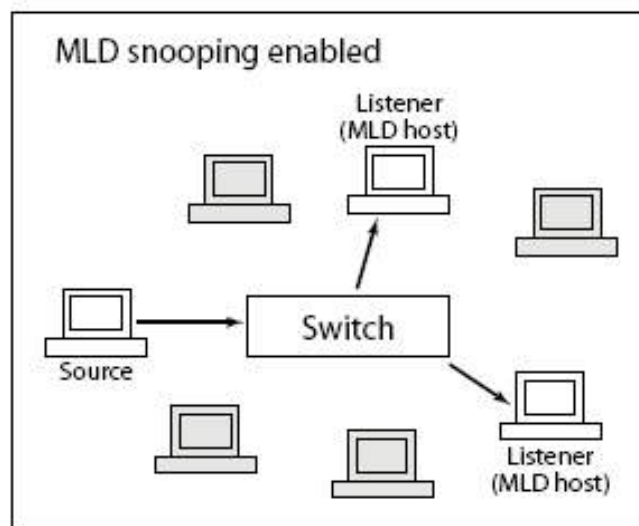 MLD snooping enabled
Listener
(MLD host)
Switch
Source
Listener
(MLD host)